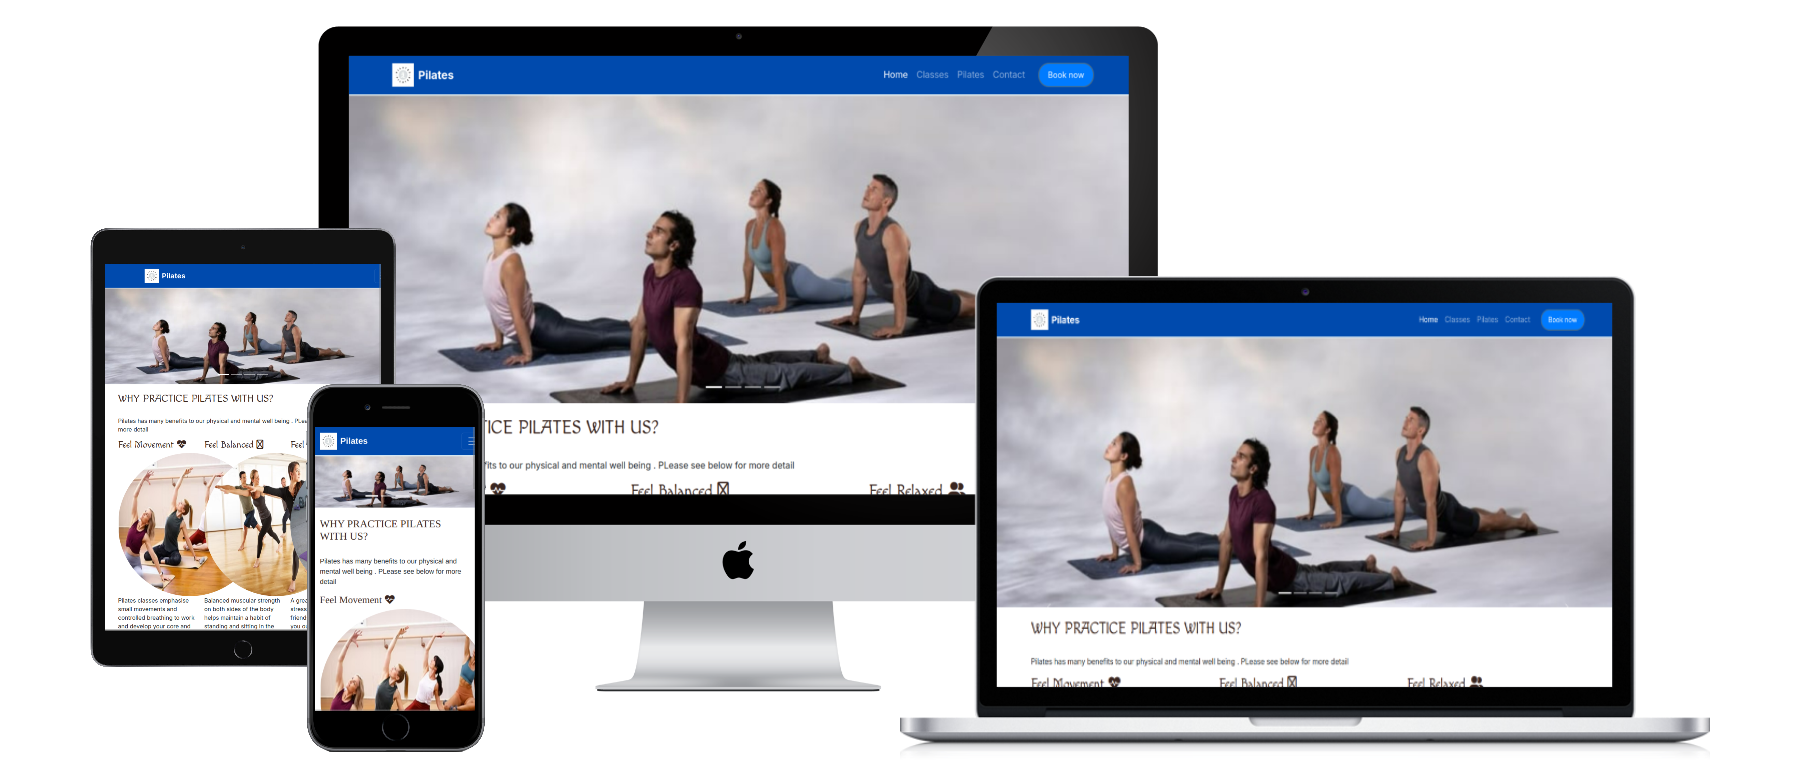 Pilates
Home Classes Pilates Contact Book now
TICE PILATES WITH US?
fits to our physical and mental well being . PLease see below for more detail
Feel Balanced Feel Relaxed
Pilates
WHY PRACTICE PILATES WITH US?
Pilates has many benefits to our physical and mental well being . PLea
more detail
Feel Movement Feel Balanced Feel
Pilates classes emphasise
small movements and
controlled breathing to work
and develop your core and
Balanced muscular strength
on both sides of the body
helps maintain a habit of
standing and sitting in the
A grea
stress
friend
you o
Pilates
WHY PRACTICE PILATES
WITH US?
Pilates has many benefits to our physical and
mental well being . PLease see below for more
detail
Feel Movement
Pilates
Home Classes Pilates Contact Book now
WHY PRACTICE PILATES WITH US?
Pilates has many benefits to our physical and mental well being . PLease see below for more detail
Feel Movement Feel Balanced Feel Relaxed